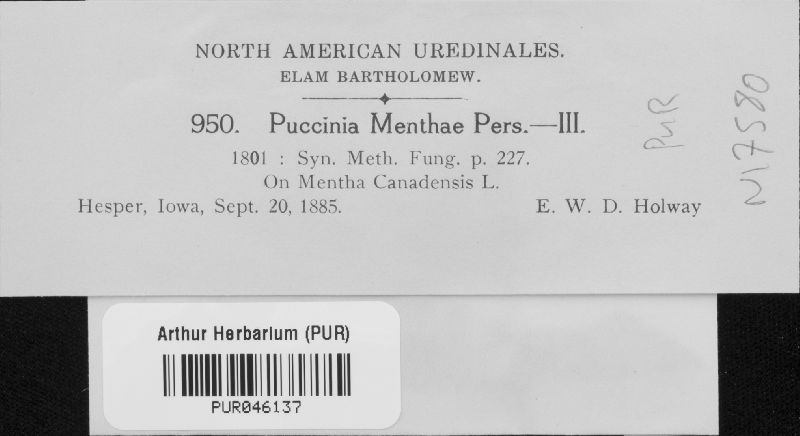 NORTH AMERICAN UREDINALES.
ELAM BARTHOLOMEW.
950. Puccinia Menthae Pers.—III.
1801 : Syn. Meth. Fung. p. 227.
On Mentha Canadensis L.
Hesper, Iowa, Sept. 20, 1885. E. W. D. Holway
PUR
N17580
Arthur Herbarium (PUR)
PUR046137